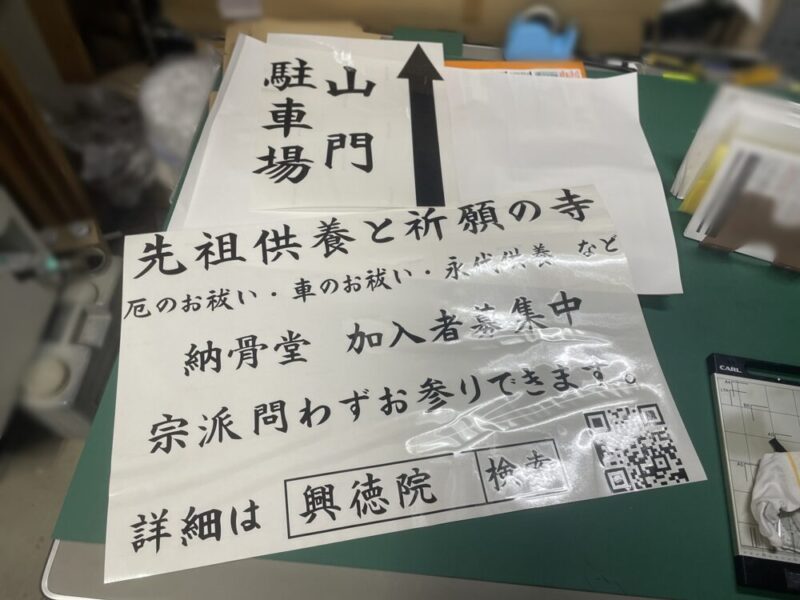 山門
駐車場
先祖供養と祈願の寺
厄のお祓い・車のお祓い・永代供養 など
納骨堂 加入者募集中
宗派問わずお参りできます。
詳細は 興徳院 検索
CARL